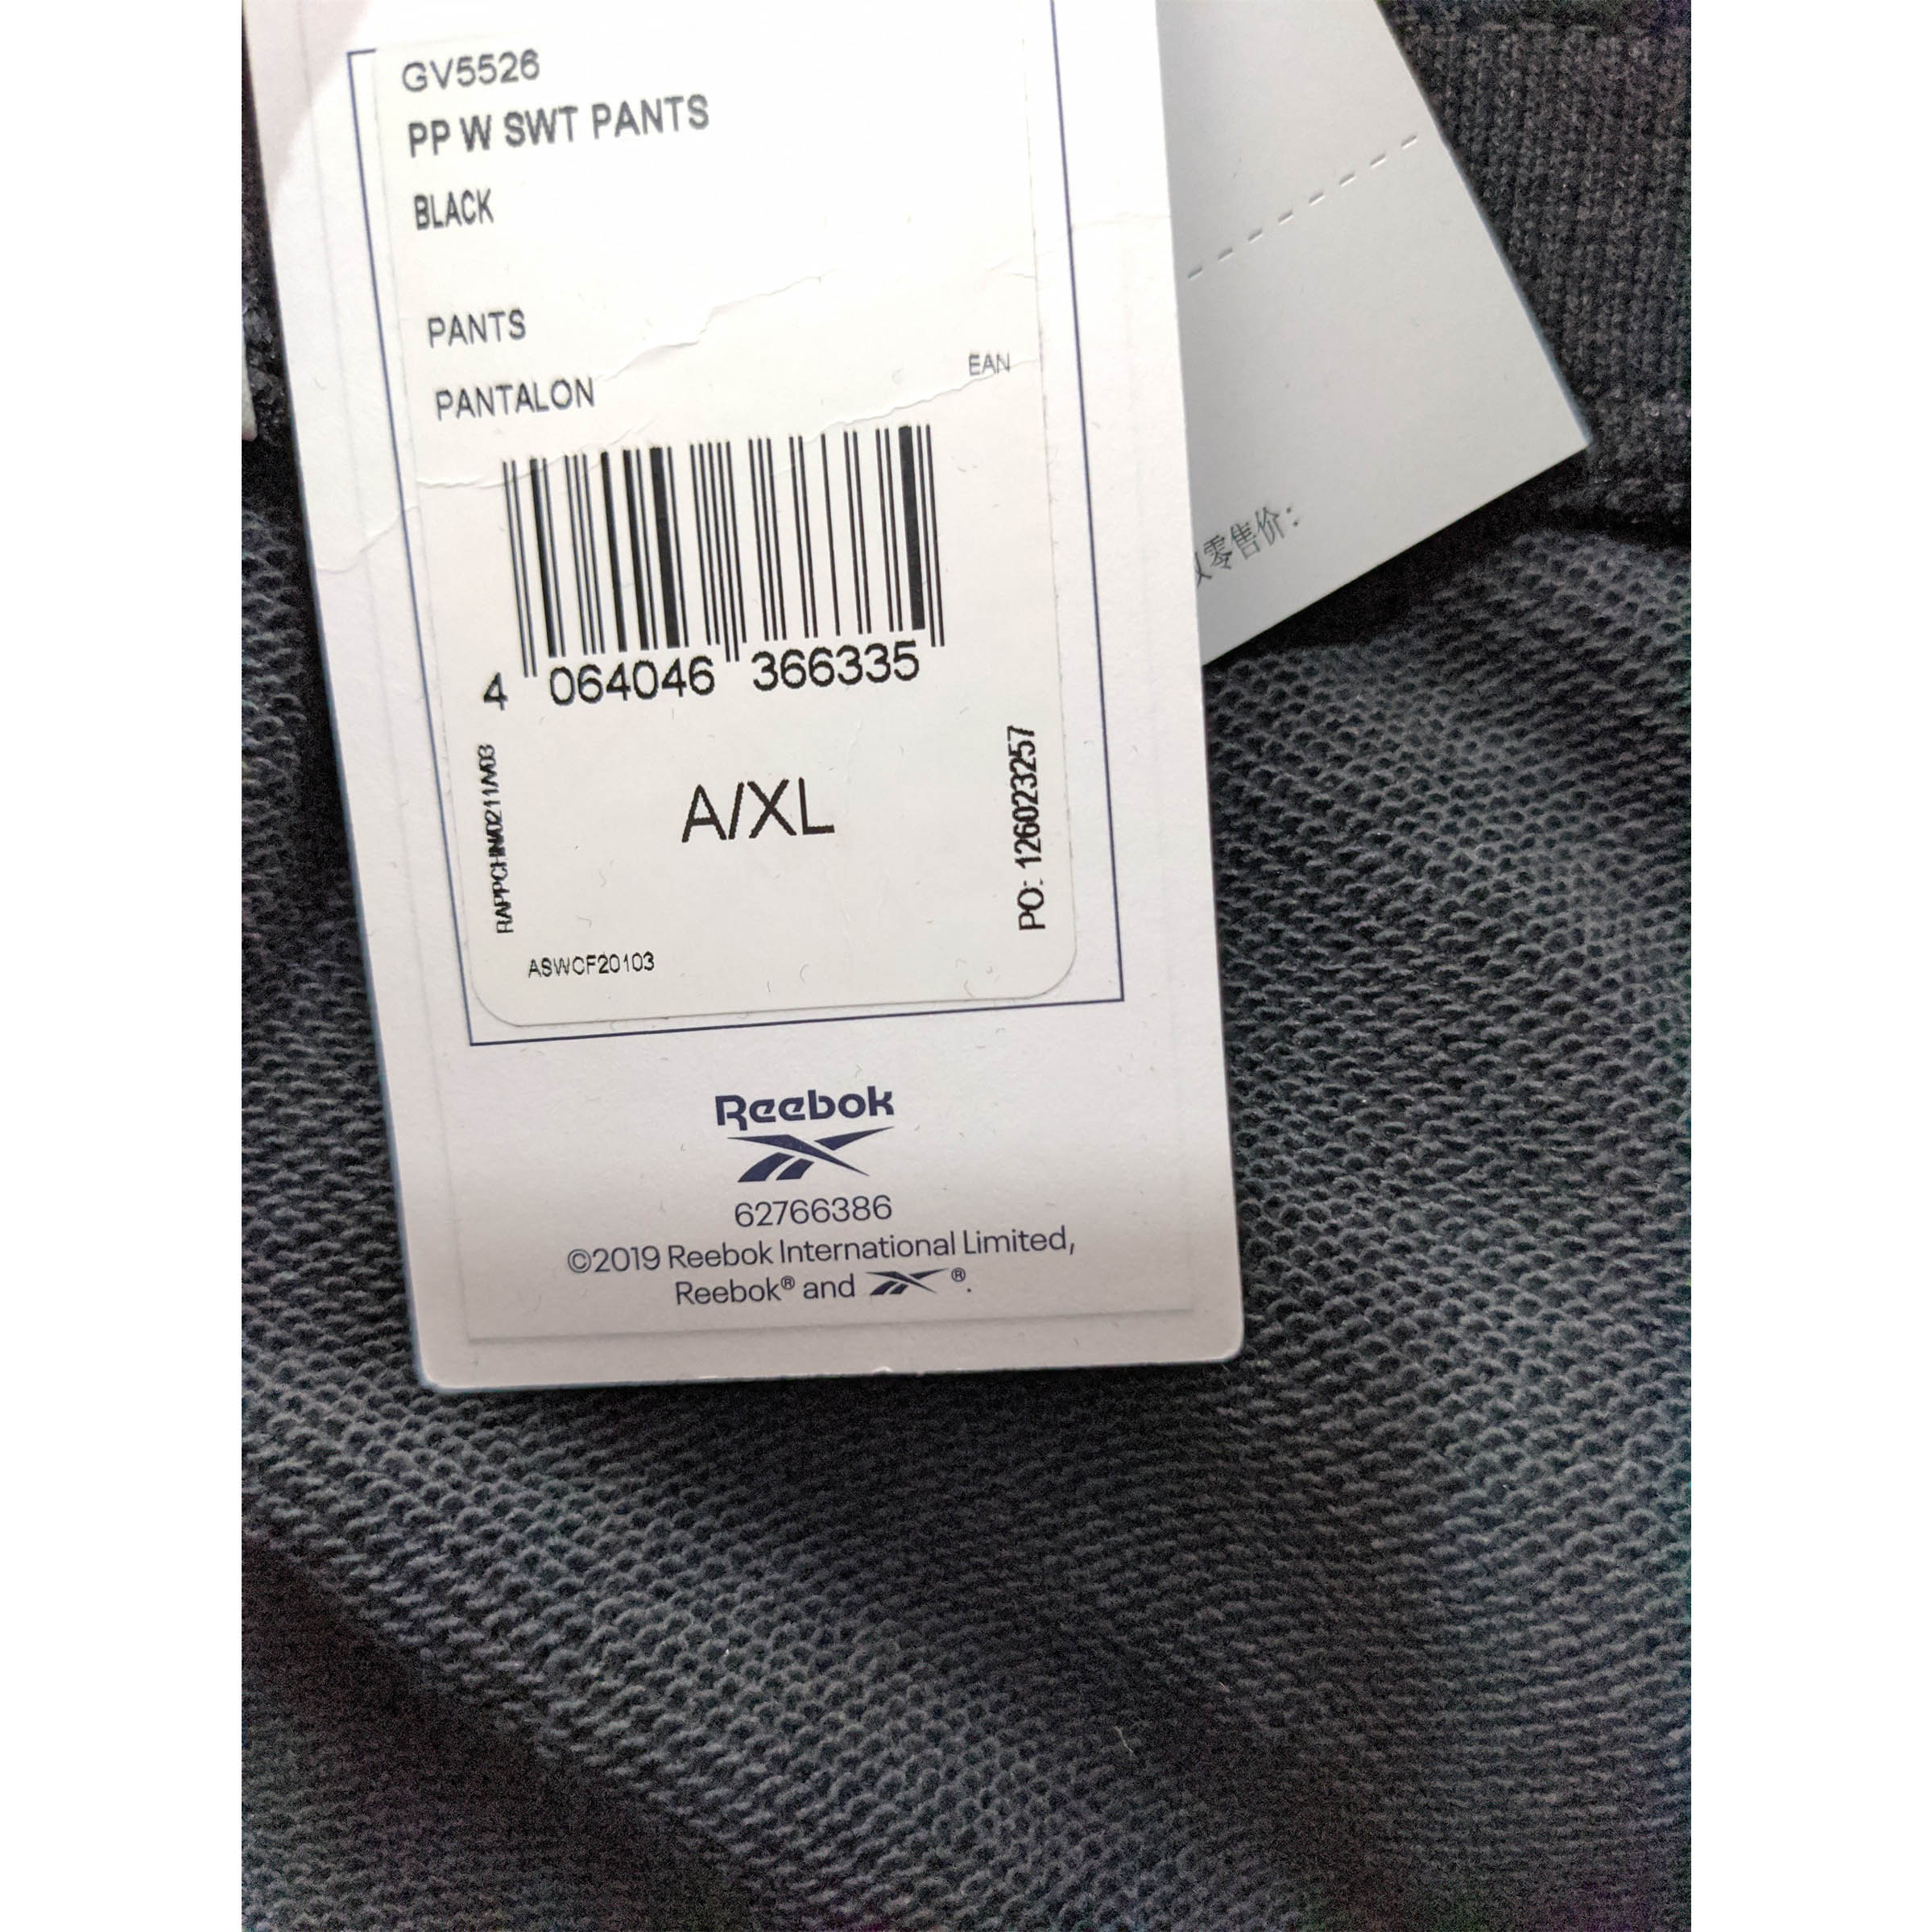 GV5526
PP W SWT PANTS
BLACK
PANTS
PANTALON
EAN
4 064046 366335
A/XL
PO: 126023257
ASWCF20103
Reebok
62766386
©2019 Reebok International Limited,
Reebok® and ®.
零售价: